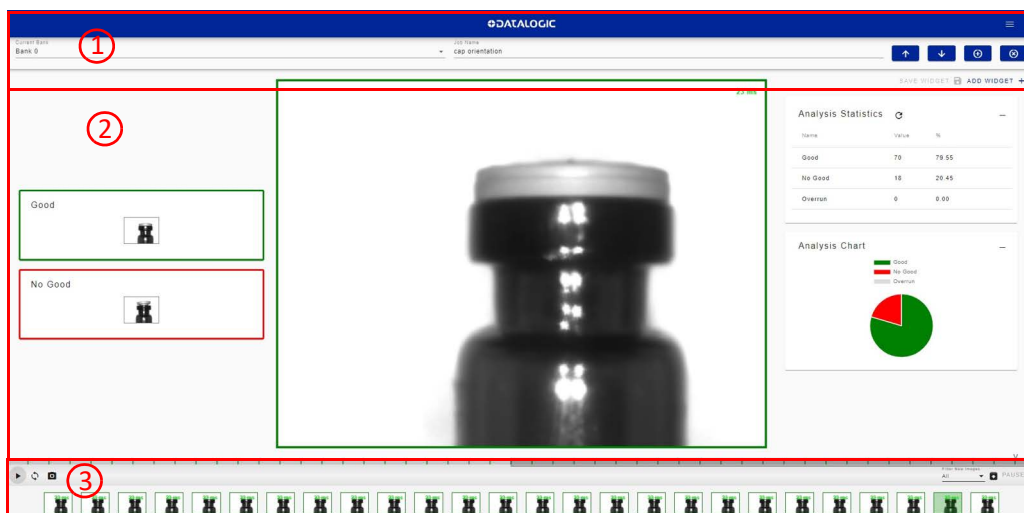 DATALOGIC
Current Bank
Bank 0
Job Name
cap orientation
1
SAVE WIDGET ADD WIDGET +
2
23 ms
Analysis Statistics
Name Value %
Good 70 79.55
No Good 18 20.45
Overrun 0 0.00
Good
No Good
Analysis Chart
Good
No Good
Overrun
3
Filter Max Images
All
PAUSE